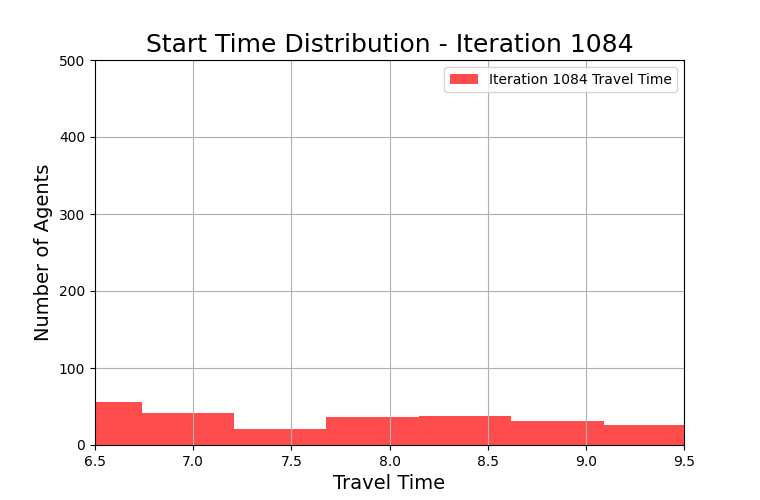 Start Time Distribution - Iteration 1084
Iteration 1084 Travel Time
Number of Agents
500
400
300
200
100
0
6.5 7.0 7.5 8.0 8.5 9.0 9.5
Travel Time